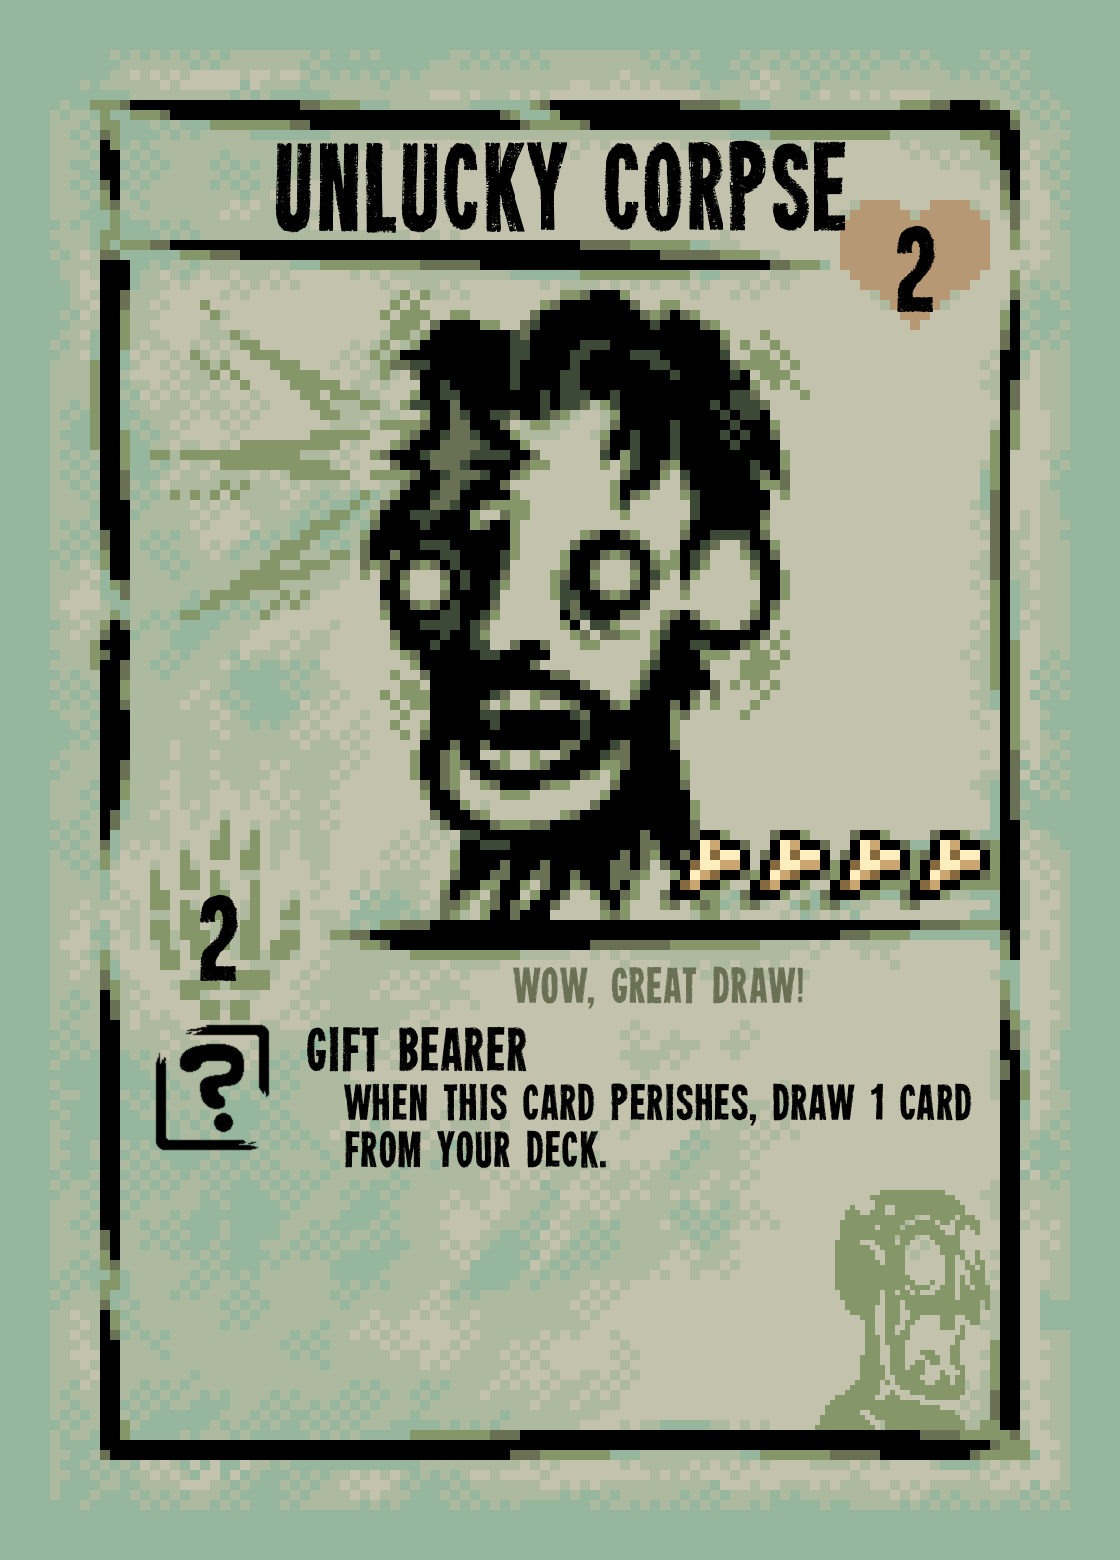 UNLUCKY CORPSE
2
2
WOW, GREAT DRAW!
?
GIFT BEARER
WHEN THIS CARD PERISHES, DRAW 1 CARD
FROM YOUR DECK.